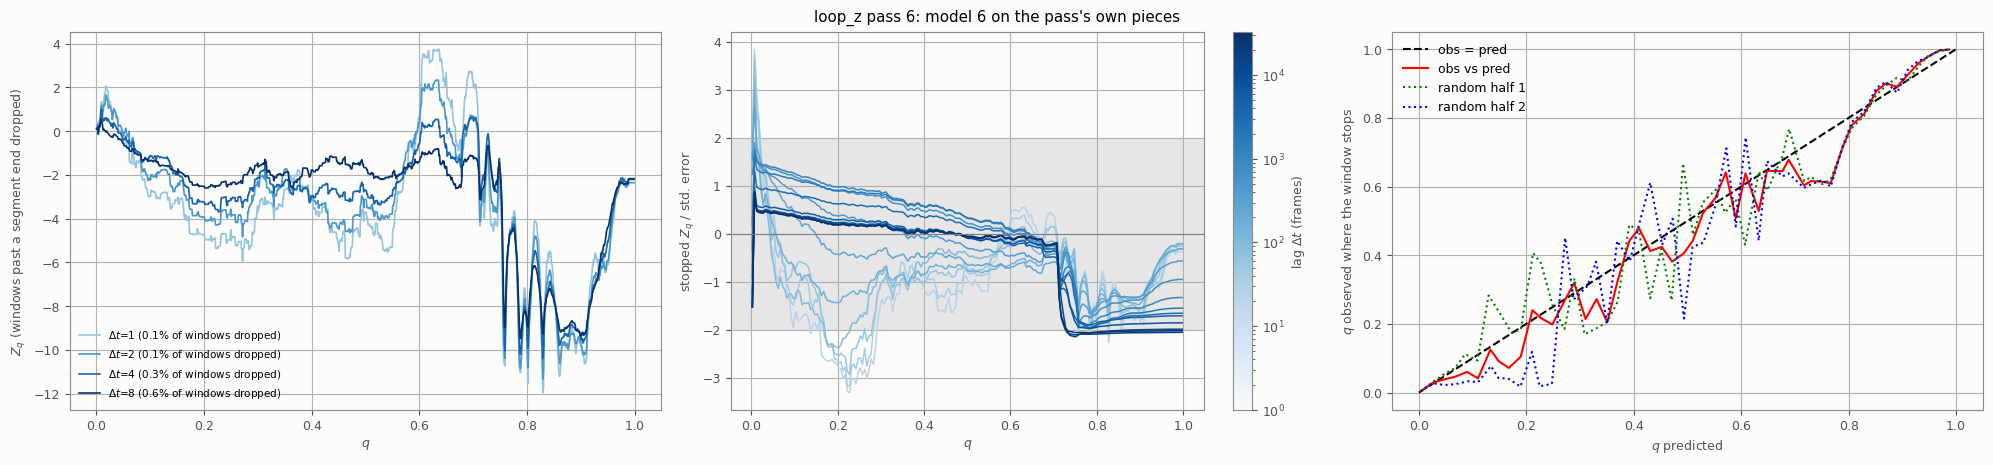 loop_z pass 6: model 6 on the pass's own pieces
Z_q (windows past a segment end dropped)
4
2
0
−2
−4
−6
−8
−10
−12
Δt=1 (0.1% of windows dropped)
Δt=2 (0.1% of windows dropped)
Δt=4 (0.3% of windows dropped)
Δt=8 (0.6% of windows dropped)
0.0 0.2 0.4 0.6 0.8 1.0
q
stopped Z_q / std. error
4
3
2
1
0
−1
−2
−3
0.0 0.2 0.4 0.6 0.8 1.0
q
10^4
10^3
10^2
10^1
10^0
lag Δt (frames)
q observed where the window stops
1.0
0.8
0.6
0.4
0.2
0.0
obs = pred
obs vs pred
random half 1
random half 2
0.0 0.2 0.4 0.6 0.8 1.0
q predicted